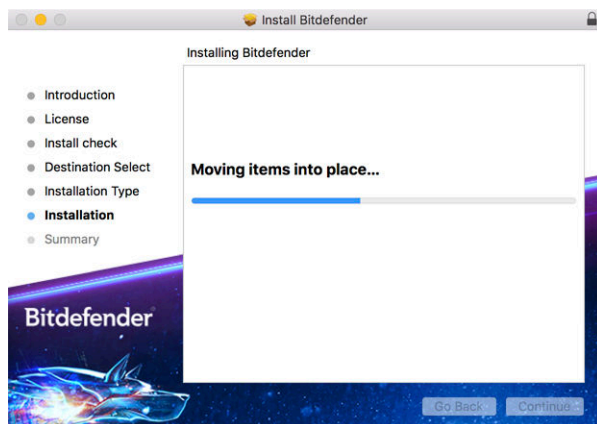 Install Bitdefender
Installing Bitdefender
Introduction
License
Install check
Destination Select
Installation Type
Installation
Summary
Moving items into place...
Bitdefender
Go Back
Continue